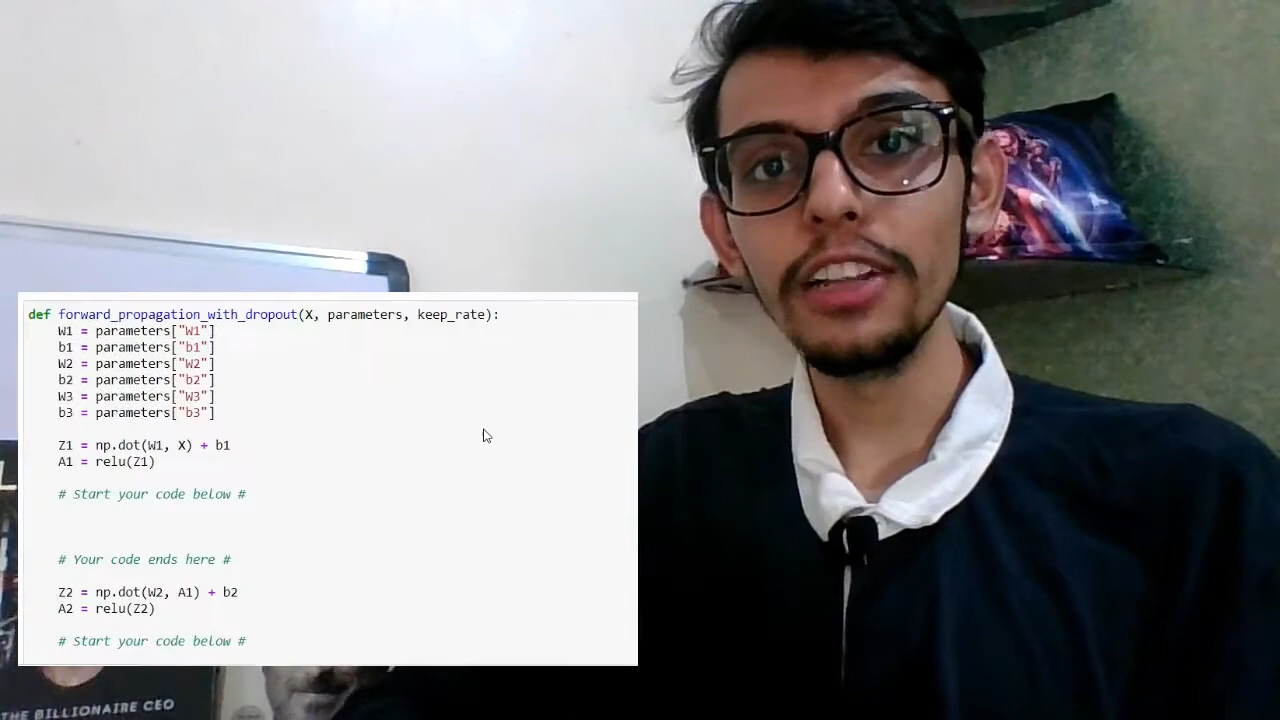 def forward_propagation_with_dropout(X, parameters, keep_rate):
W1 = parameters["W1"]
b1 = parameters["b1"]
W2 = parameters["W2"]
b2 = parameters["b2"]
W3 = parameters["W3"]
b3 = parameters["b3"]
Z1 = np.dot(W1, X) + b1
A1 = relu(Z1)
# Start your code below #
# Your code ends here #
Z2 = np.dot(W2, A1) + b2
A2 = relu(Z2)
# Start your code below #
THE BILLIONAIRE CEO